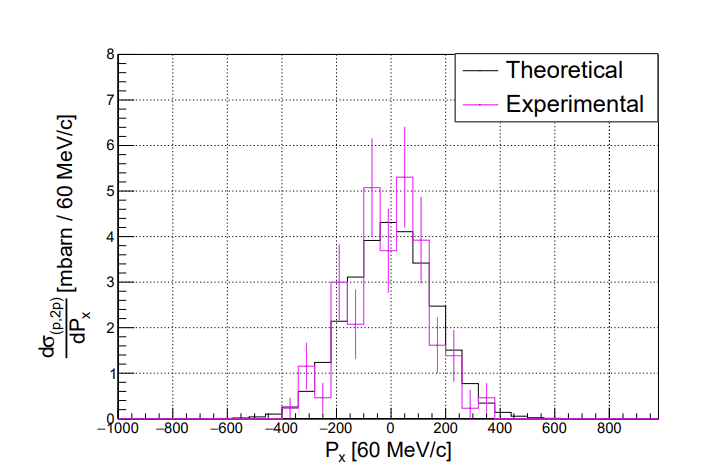 Theoretical
Experimental
dσ(p,2p)
dPx
[mbarn / 60 MeV/c]
8
7
6
5
4
3
2
1
0
−1000 −800 −600 −400 −200 0 200 400 600 800
Px [60 MeV/c]